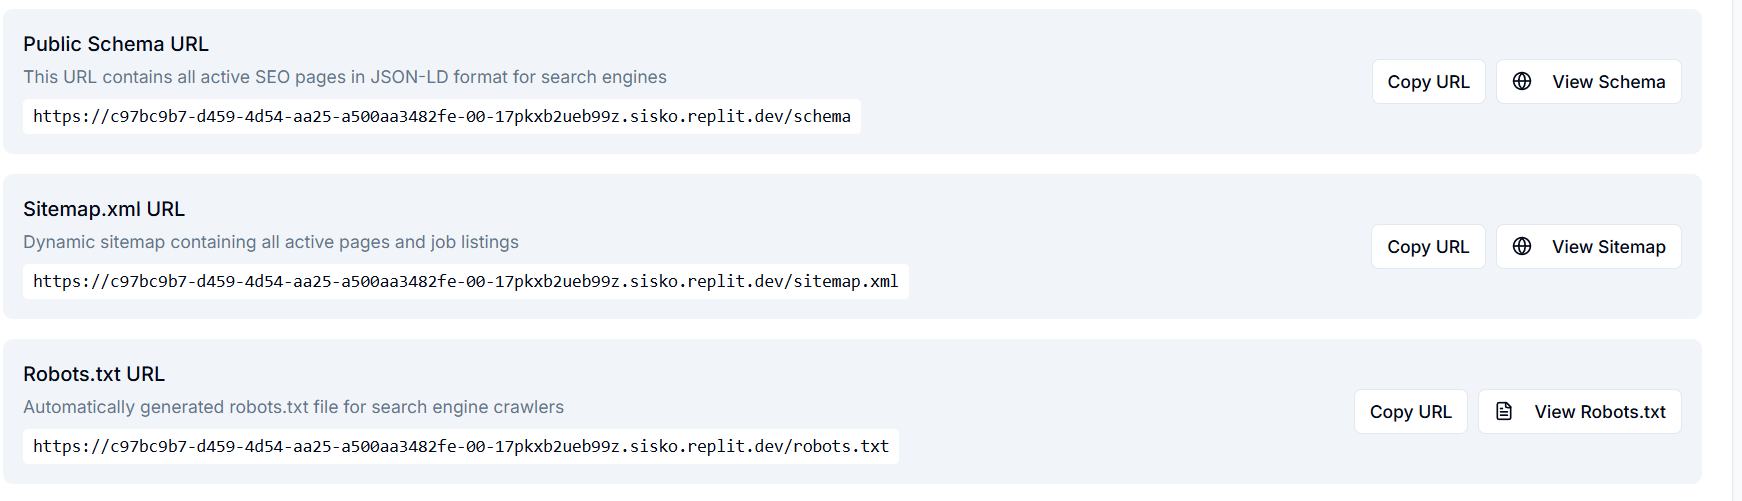 Public Schema URL
This URL contains all active SEO pages in JSON-LD format for search engines
https://c97bc9b7-d459-4d54-aa25-a500aa3482fe-00-17pkxb2ueb99z.sisko.replit.dev/schema
Copy URL
View Schema
Sitemap.xml URL
Dynamic sitemap containing all active pages and job listings
https://c97bc9b7-d459-4d54-aa25-a500aa3482fe-00-17pkxb2ueb99z.sisko.replit.dev/sitemap.xml
Copy URL
View Sitemap
Robots.txt URL
Automatically generated robots.txt file for search engine crawlers
https://c97bc9b7-d459-4d54-aa25-a500aa3482fe-00-17pkxb2ueb99z.sisko.replit.dev/robots.txt
Copy URL
View Robots.txt